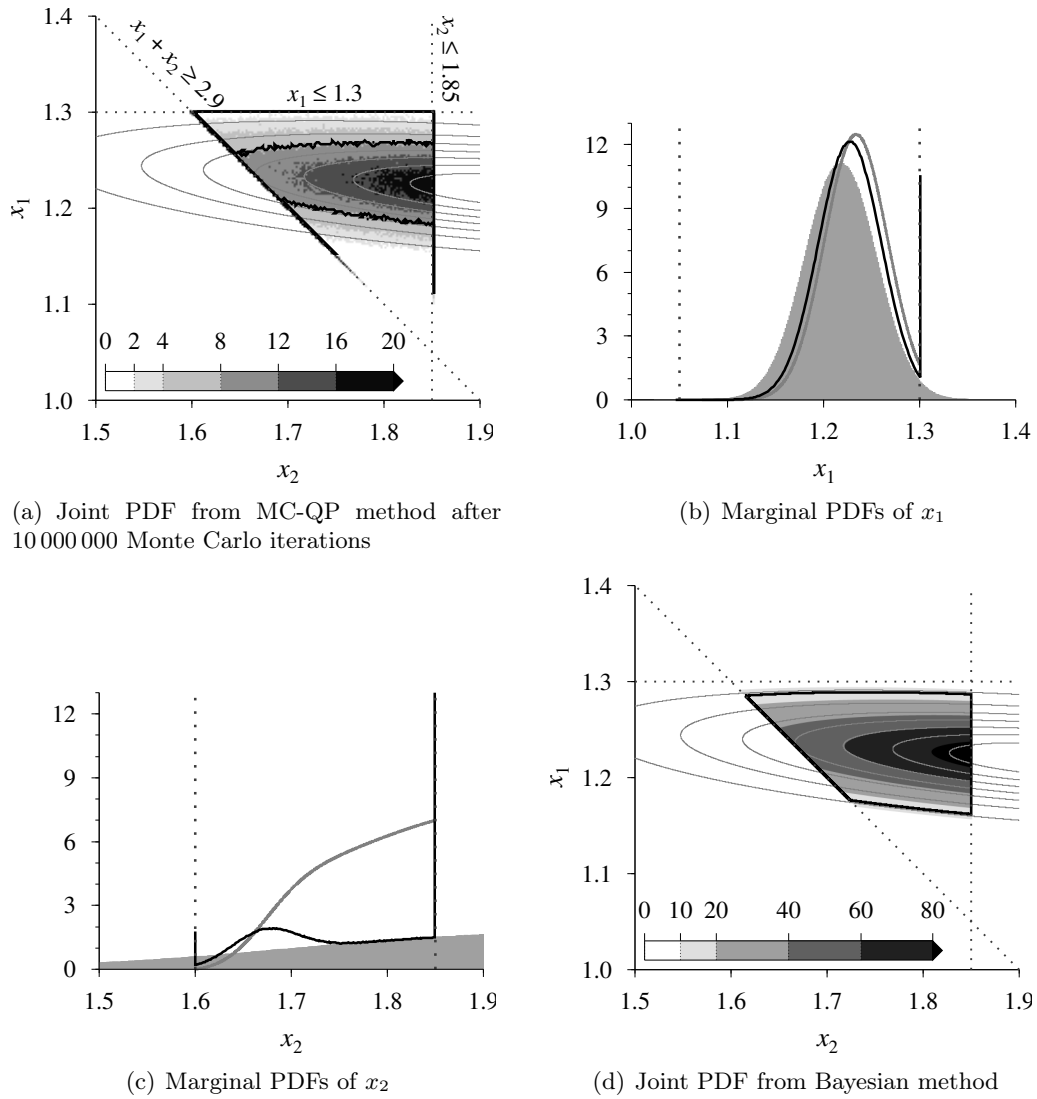 1.4
1.3
1.2
1.1
1.0
x1
x1 + x2 ≥ 2.9
x1 ≤ 1.3
x2 ≤ 1.85
0 2 4 8 12 16 20
1.5 1.6 1.7 1.8 1.9
x2
(a) Joint PDF from MC-QP method after
10 000 000 Monte Carlo iterations
12
9
6
3
0
1.0 1.1 1.2 1.3 1.4
x1
(b) Marginal PDFs of x1
12
9
6
3
0
1.5 1.6 1.7 1.8 1.9
x2
(c) Marginal PDFs of x2
1.4
1.3
1.2
1.1
1.0
x1
0 10 20 40 60 80
1.5 1.6 1.7 1.8 1.9
x2
(d) Joint PDF from Bayesian method